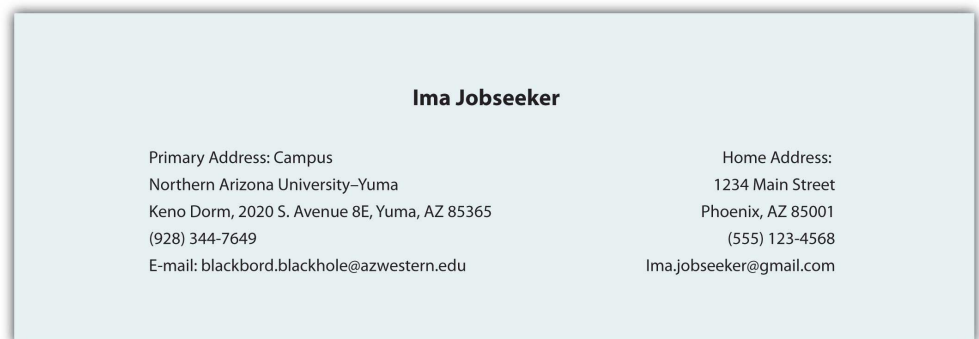 Ima Jobseeker
Primary Address: Campus
Northern Arizona University–Yuma
Keno Dorm, 2020 S. Avenue 8E, Yuma, AZ 85365
(928) 344-7649
E-mail: blackbord.blackhole@azwestern.edu
Home Address:
1234 Main Street
Phoenix, AZ 85001
(555) 123-4568
Ima.jobseeker@gmail.com